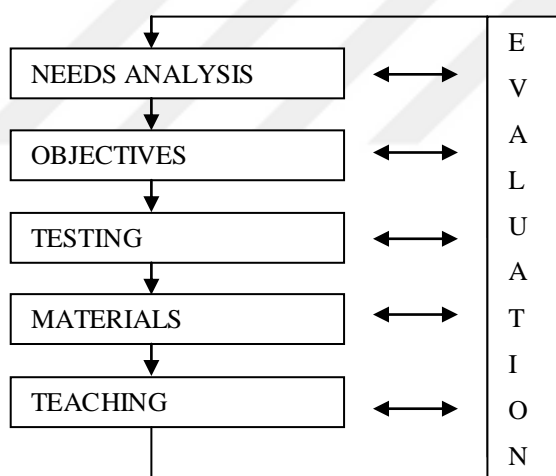 NEEDS ANALYSIS
OBJECTIVES
TESTING
MATERIALS
TEACHING
E
V
A
L
U
A
T
I
O
N